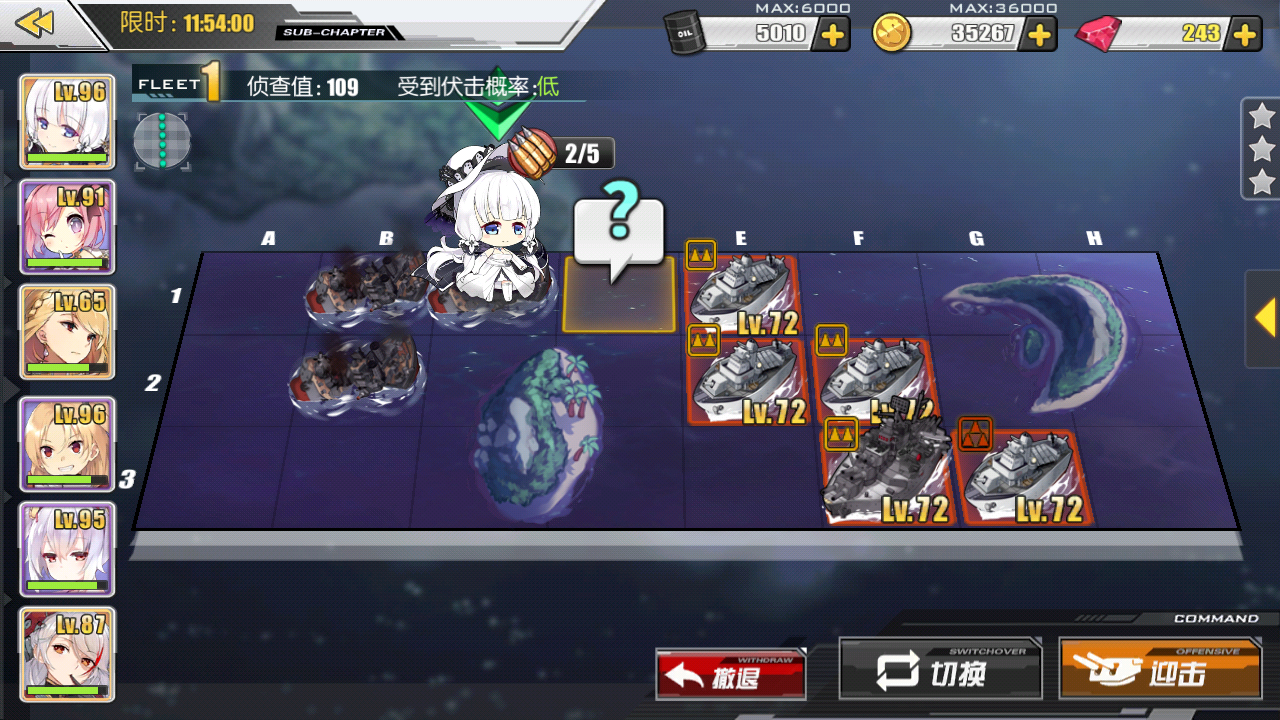 限时: 11:54:00
SUB-CHAPTER
OIL
MAX:6000
5010
MAX:36000
35267
243
FLEET 1
侦查值: 109
受到伏击概率:低
Lv.96
Lv.91
Lv.65
Lv.96
Lv.95
Lv.87
2/5
?
A B E F G H
1
2
3
Lv.72
Lv.72
Lv.72
Lv.72
Lv.72
COMMAND
WITHDRAW
撤退
SWITCHOVER
切换
OFFENSIVE
迎击